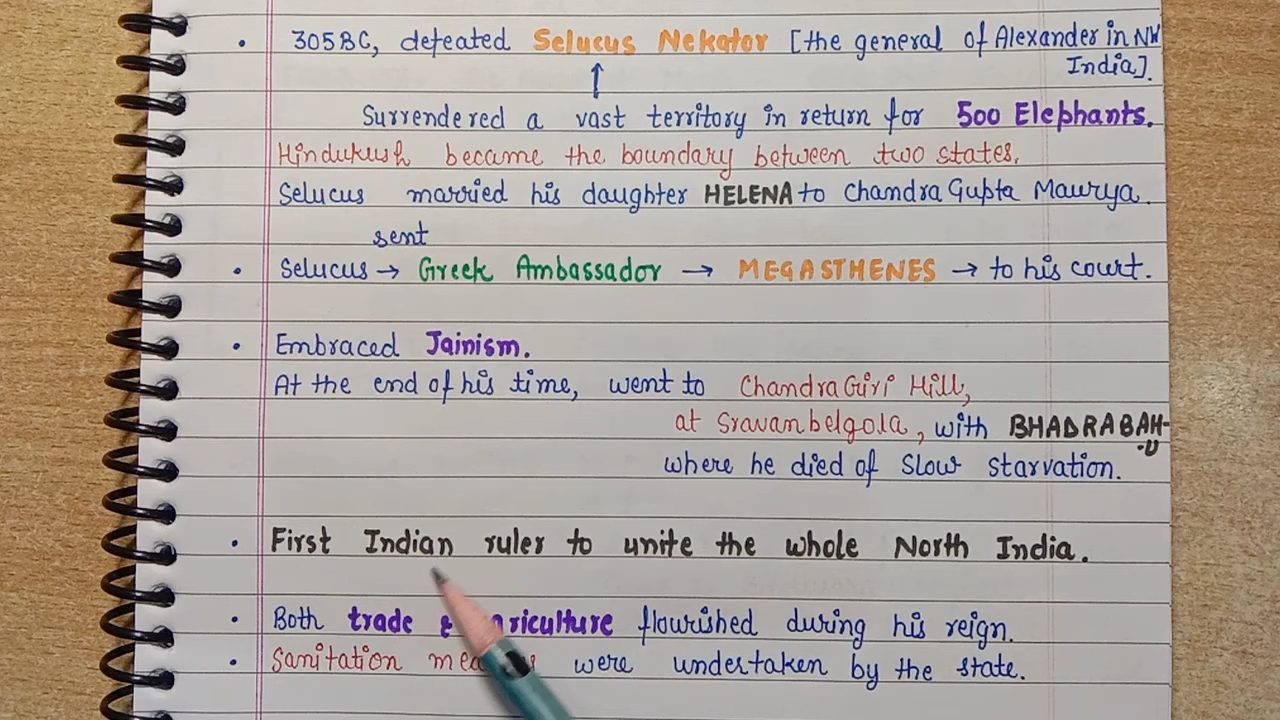 • 305BC, defeated Selucus Nekator [the general of Alexander in NW
India].
↑
Surrendered a vast territory in return for 500 Elephants.
Hindukush became the boundary between two states.
Selucus married his daughter HELENA to Chandra Gupta Maurya.
sent
• Selucus → Greek Ambassador → MEGASTHENES → to his court.
• Embraced Jainism.
At the end of his time, went to ChandraGiri Hill,
at Sravanbelgola, with BHADRABAH-
-U
where he died of slow starvation.
• First Indian ruler to unite the whole North India.
• Both trade flourished during his reign.
• Sanitation were undertaken by the state.